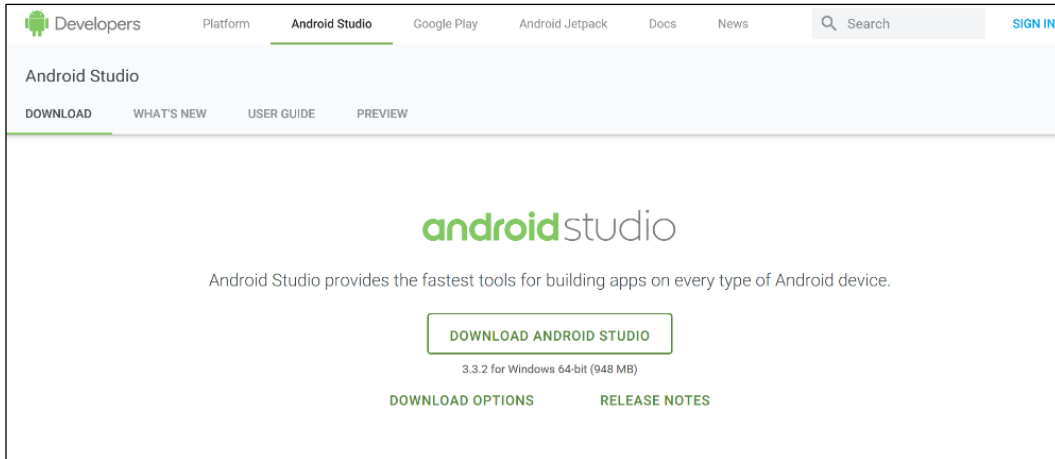 Developers Platform Android Studio Google Play Android Jetpack Docs News Search SIGN IN
Android Studio
DOWNLOAD WHAT'S NEW USER GUIDE PREVIEW
androidstudio
Android Studio provides the fastest tools for building apps on every type of Android device.
DOWNLOAD ANDROID STUDIO
3.3.2 for Windows 64-bit (948 MB)
DOWNLOAD OPTIONS RELEASE NOTES